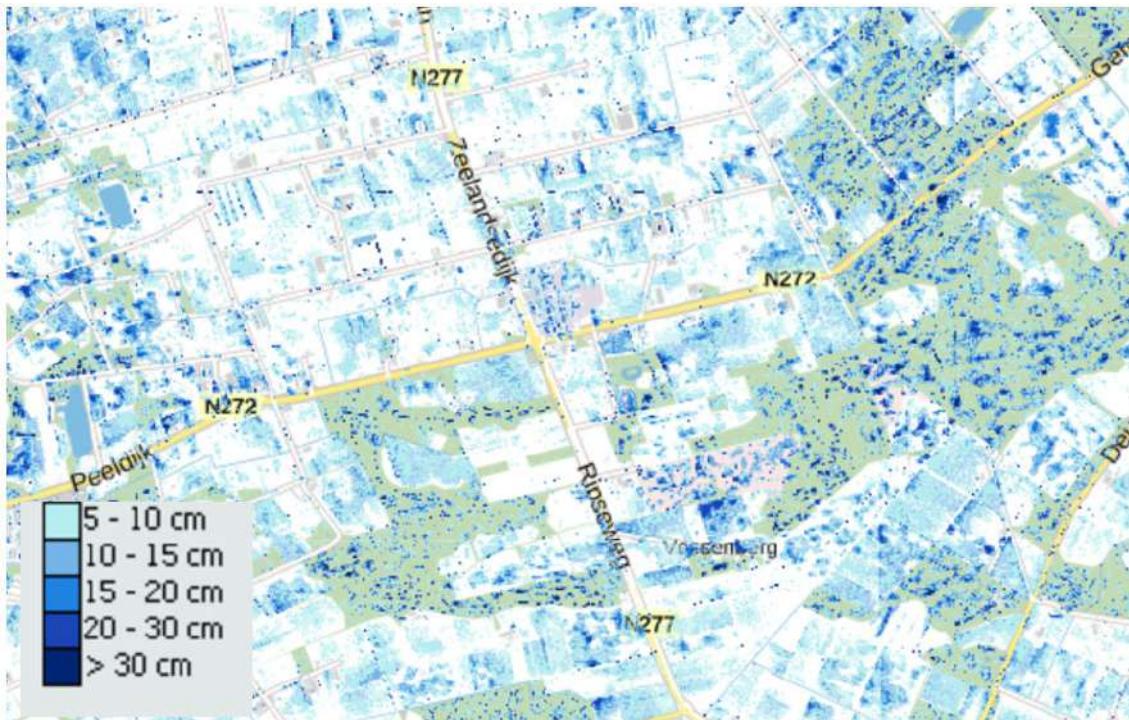 N277
Zeelandsedijk
N272
N272
Peeldijk
Ripseweg
Vossenberg
N277
5 - 10 cm
10 - 15 cm
15 - 20 cm
20 - 30 cm
> 30 cm